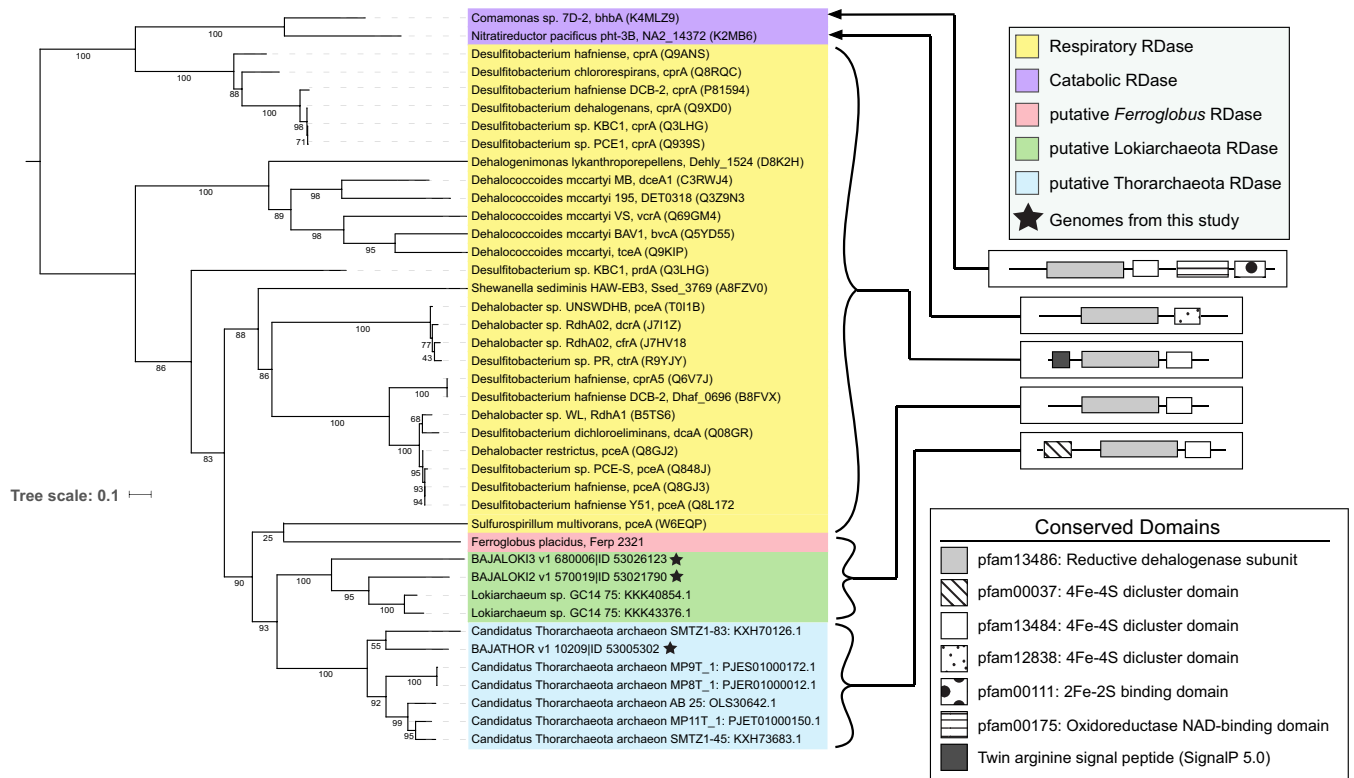 Comamonas sp. 7D-2, bhbA (K4MLZ9)
Nitratireductor pacificus pht-3B, NA2_14372 (K2MB6)
Desulfitobacterium hafniense, cprA (Q9ANS)
Desulfitobacterium chlororespirans, cprA (Q8RQC)
Desulfitobacterium hafniense DCB-2, cprA (P81594)
Desulfitobacterium dehalogenans, cprA (Q9XD0)
Desulfitobacterium sp. KBC1, cprA (Q3LHG)
Desulfitobacterium sp. PCE1, cprA (Q939S)
Dehalogenimonas lykanthroporepellens, Dehly_1524 (D8K2H)
Dehalococcoides mccartyi MB, dceA1 (C3RWJ4)
Dehalococcoides mccartyi 195, DET0318 (Q3Z9N3
Dehalococcoides mccartyi VS, vcrA (Q69GM4)
Dehalococcoides mccartyi BAV1, bvcA (Q5YD55)
Dehalococcoides mccartyi, tceA (Q9KIP)
Desulfitobacterium sp. KBC1, prdA (Q3LHG)
Shewanella sediminis HAW-EB3, Ssed_3769 (A8FZV0)
Dehalobacter sp. UNSWDHB, pceA (T0I1B)
Dehalobacter sp. RdhA02, dcrA (J7I1Z)
Dehalobacter sp. RdhA02, cfrA (J7HV18
Desulfitobacterium sp. PR, ctrA (R9YJY)
Desulfitobacterium hafniense, cprA5 (Q6V7J)
Desulfitobacterium hafniense DCB-2, Dhaf_0696 (B8FVX)
Dehalobacter sp. WL, RdhA1 (B5TS6)
Desulfitobacterium dichloroeliminans, dcaA (Q08GR)
Dehalobacter restrictus, pceA (Q8GJ2)
Desulfitobacterium sp. PCE-S, pceA (Q848J)
Desulfitobacterium hafniense, pceA (Q8GJ3)
Desulfitobacterium hafniense Y51, pceA (Q8L172
Sulfurospirillum multivorans, pceA (W6EQP)
Ferroglobus placidus, Ferp 2321
BAJALOKI3 v1 680006|ID 53026123
BAJALOKI2 v1 570019|ID 53021790
Lokiarchaeum sp. GC14 75: KKK40854.1
Lokiarchaeum sp. GC14 75: KKK43376.1
Candidatus Thorarchaeota archaeon SMTZ1-83: KXH70126.1
BAJATHOR v1 10209|ID 53005302
Candidatus Thorarchaeota archaeon MP9T_1: PJES01000172.1
Candidatus Thorarchaeota archaeon MP8T_1: PJER01000012.1
Candidatus Thorarchaeota archaeon AB 25: OLS30642.1
Candidatus Thorarchaeota archaeon MP11T_1: PJET01000150.1
Candidatus Thorarchaeota archaeon SMTZ1-45: KXH73683.1
100
100
88
100
98
71
100
98
89
98
95
86
88
100
77
43
86
100
83
100
68
100
95
93
94
25
90
100
95
93
55
100
100
92
99
95
Tree scale: 0.1
Respiratory RDase
Catabolic RDase
putative Ferroglobus RDase
putative Lokiarchaeota RDase
putative Thorarchaeota RDase
Genomes from this study
Conserved Domains
pfam13486: Reductive dehalogenase subunit
pfam00037: 4Fe-4S dicluster domain
pfam13484: 4Fe-4S dicluster domain
pfam12838: 4Fe-4S dicluster domain
pfam00111: 2Fe-2S binding domain
pfam00175: Oxidoreductase NAD-binding domain
Twin arginine signal peptide (SignalP 5.0)